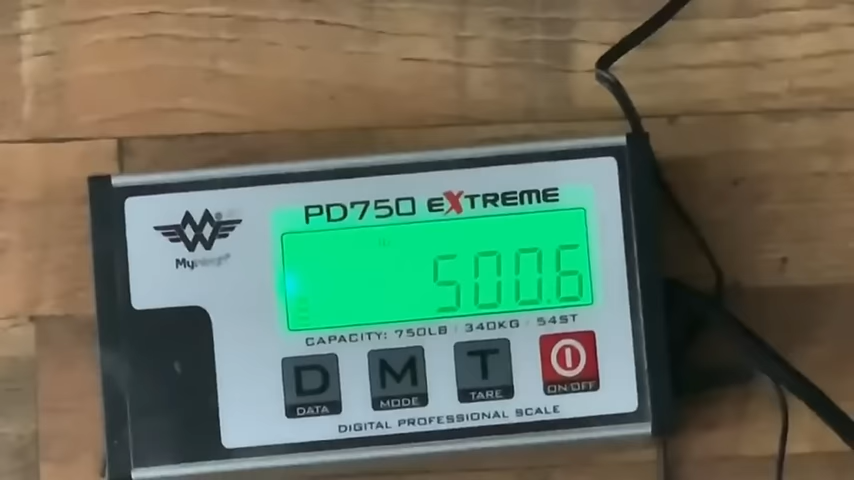 PD750 EXTREME
500.6
CAPACITY: 750LB / 340KG / 54ST
D M T
DATA MODE TARE ON/OFF
DIGITAL PROFESSIONAL SCALE